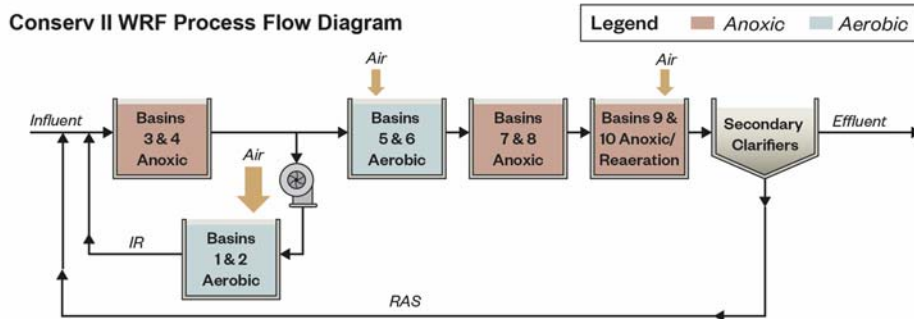 Conserv II WRF Process Flow Diagram
Legend
Anoxic
Aerobic
Air
Air
Influent
Basins
3 & 4
Anoxic
Basins
5 & 6
Aerobic
Basins
7 & 8
Anoxic
Basins 9 &
10 Anoxic/
Reaeration
Secondary
Clarifiers
Effluent
Air
IR
Basins
1 & 2
Aerobic
RAS